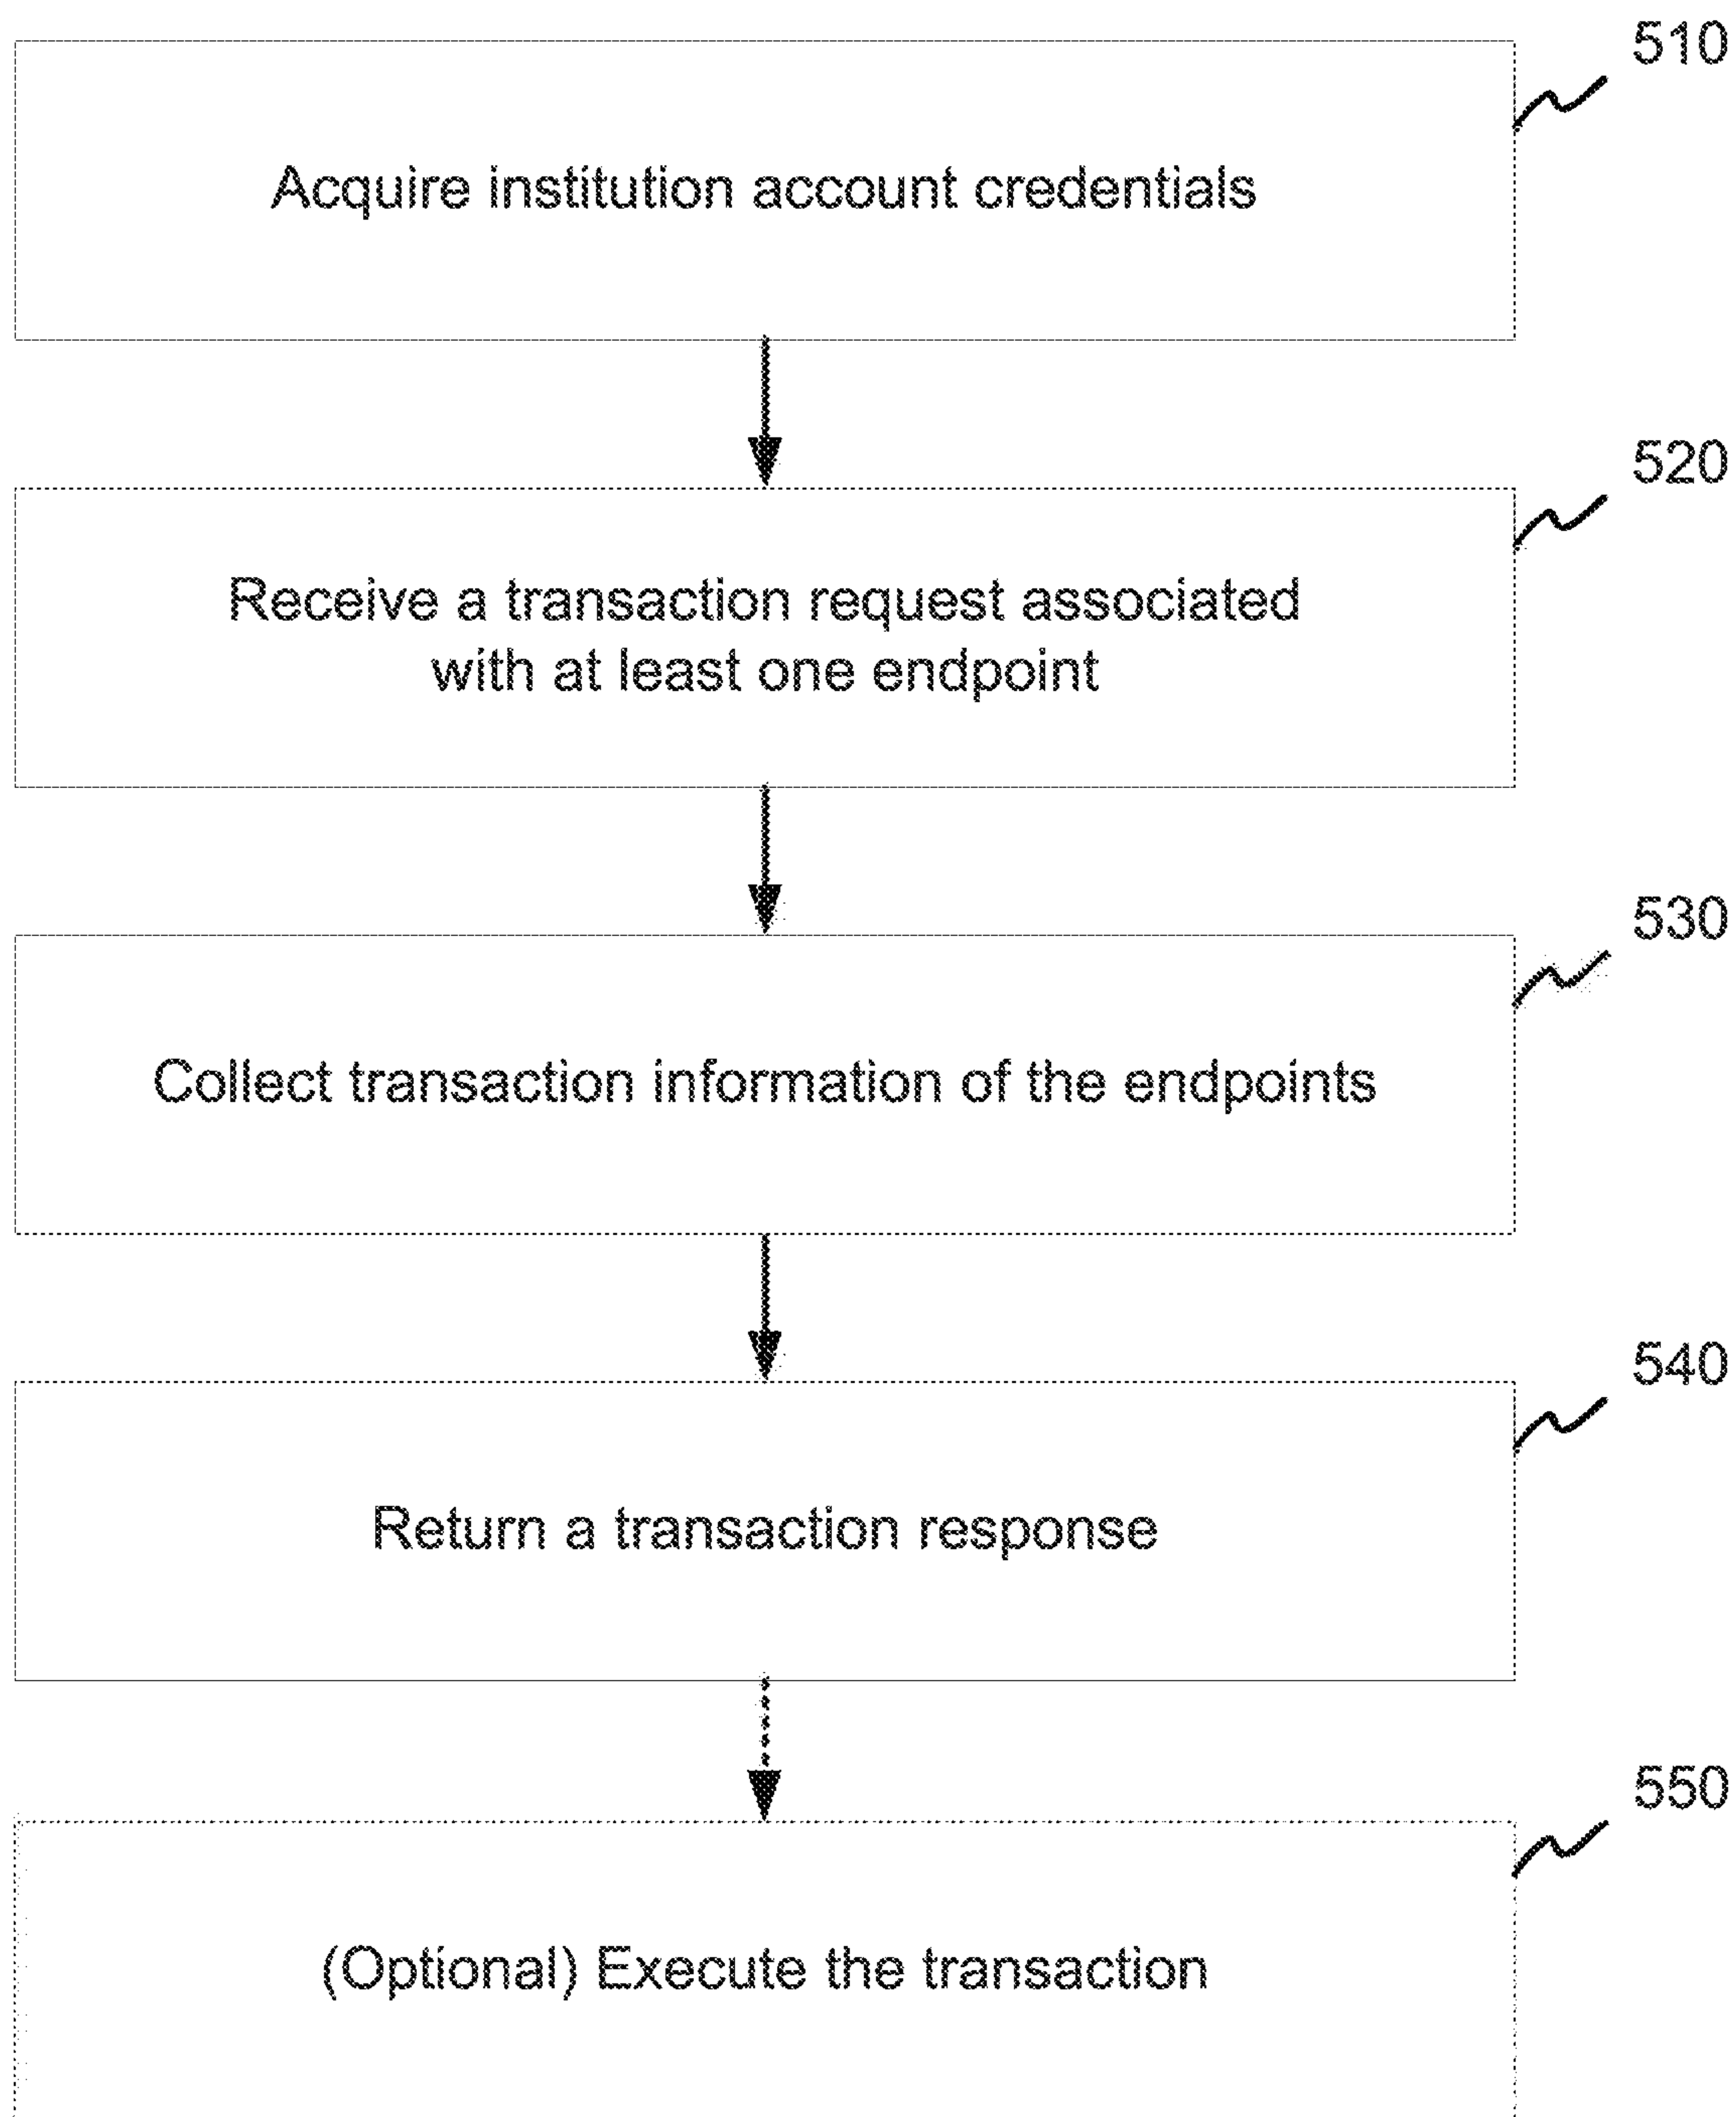 510
Acquire institution account credentials
520
Receive a transaction request associated
with at least one endpoint
530
Collect transaction information of the endpoints
540
Return a transaction response
550
(Optional) Execute the transaction